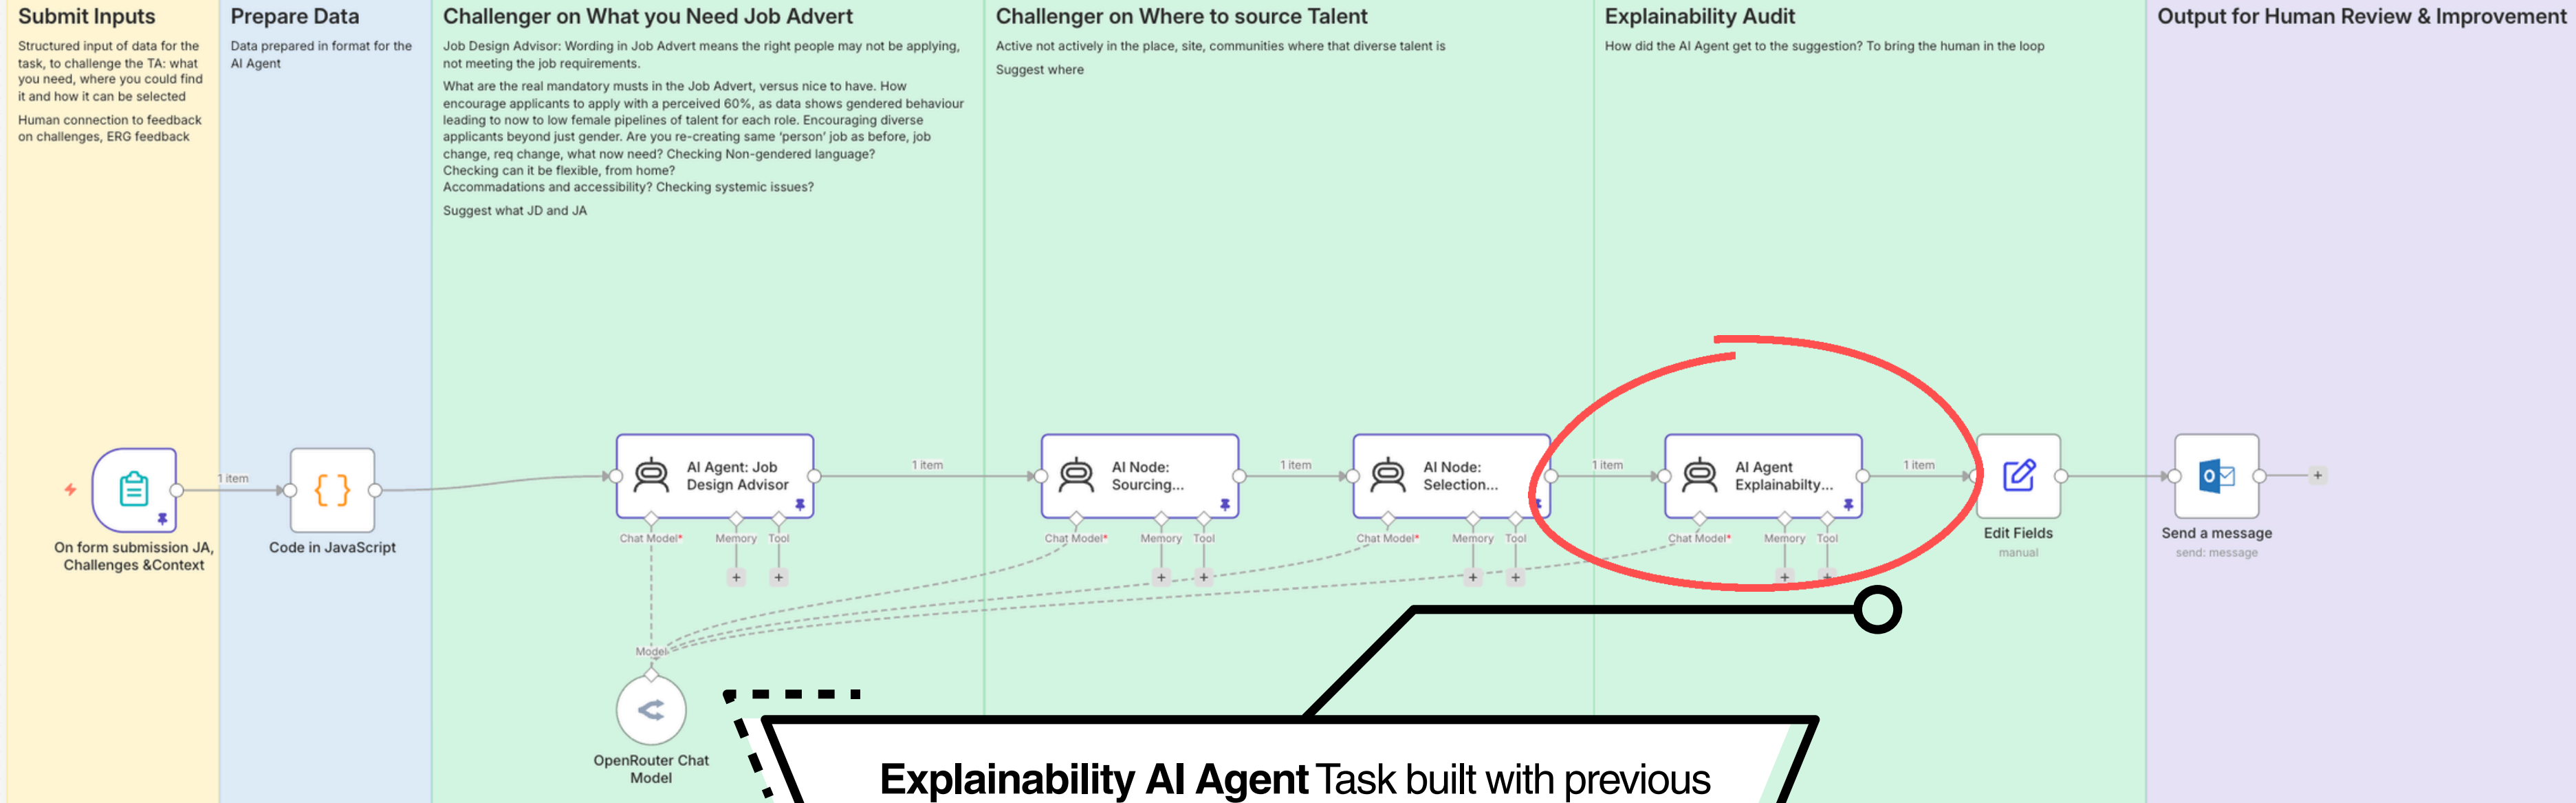 Submit Inputs
Structured input of data for the
task, to challenge the TA: what
you need, where you could find
it and how it can be selected
Human connection to feedback
on challenges, ERG feedback
Prepare Data
Data prepared in format for the
AI Agent
Challenger on What you Need Job Advert
Job Design Advisor: Wording in Job Advert means the right people may not be applying,
not meeting the job requirements.
What are the real mandatory musts in the Job Advert, versus nice to have. How
encourage applicants to apply with a perceived 60%, as data shows gendered behaviour
leading to now to low female pipelines of talent for each role. Encouraging diverse
applicants beyond just gender. Are you re-creating same ‘person’ job as before, job
change, req change, what now need? Checking Non-gendered language?
Checking can it be flexible, from home?
Accommadations and accessibility? Checking systemic issues?
Suggest what JD and JA
Challenger on Where to source Talent
Active not actively in the place, site, communities where that diverse talent is
Suggest where
Explainability Audit
How did the AI Agent get to the suggestion? To bring the human in the loop
Output for Human Review & Improvement
1 item
On form submission JA,
Challenges &Context
{}
Code in JavaScript
AI Agent: Job
Design Advisor
Chat Model*
Memory
Tool
+
+
1 item
AI Node:
Sourcing...
Chat Model*
Memory
Tool
+
+
1 item
AI Node:
Selection...
Chat Model*
Memory
Tool
+
+
1 item
AI Agent
Explainabilty...
Chat Model*
Memory
Tool
+
+
1 item
Edit Fields
manual
Send a message
send: message
+
Model
OpenRouter Chat
Model
Explainability AI Agent Task built with previous